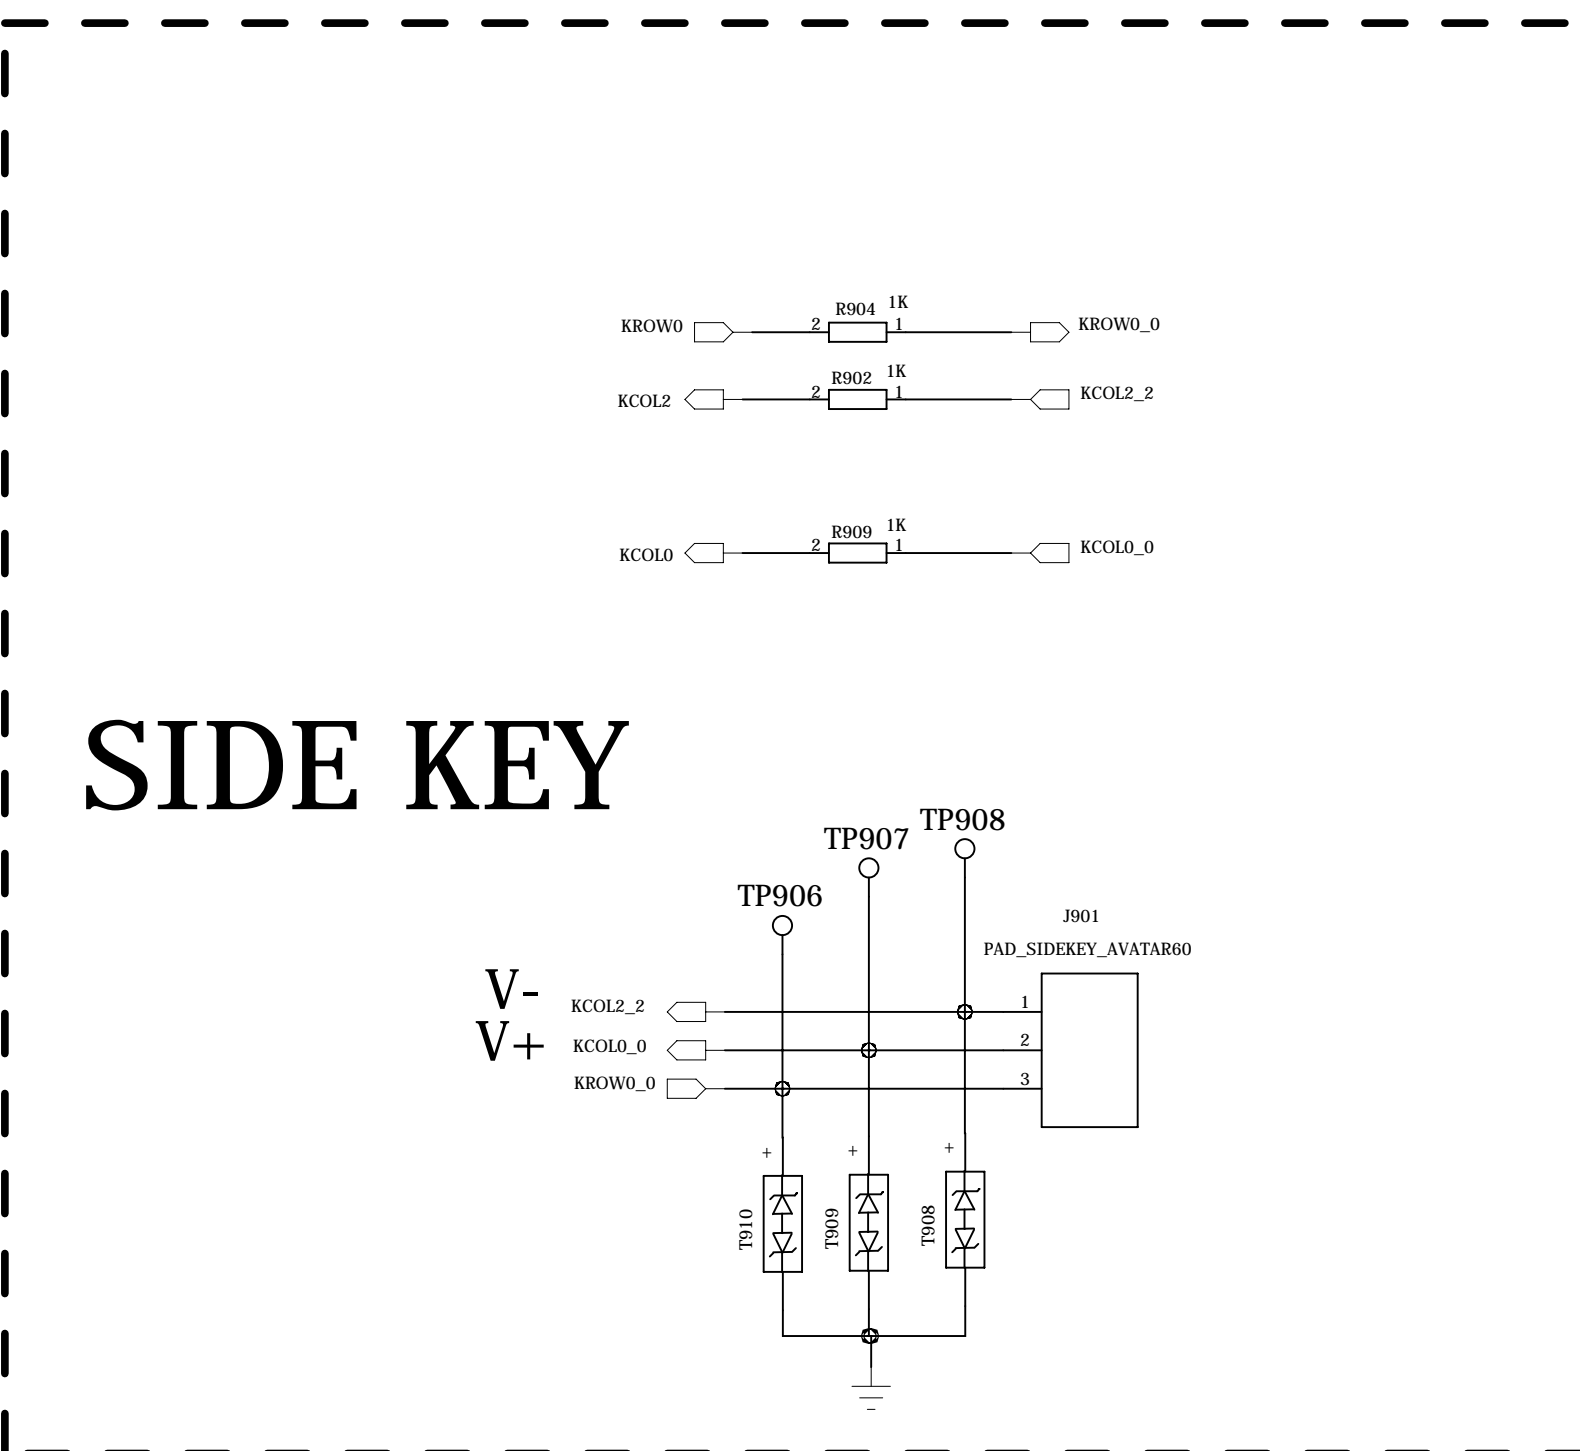 R904 1K
KROW0 2 1 KROW0_0
R902 1K
KCOL2 2 1 KCOL2_2
R909 1K
KCOL0 2 1 KCOL0_0
SIDE KEY
TP908
TP907
TP906
J901
PAD_SIDEKEY_AVATAR60
V- KCOL2_2 1
V+ KCOL0_0 2
KROW0_0 3
+ + +
T910 T909 T908